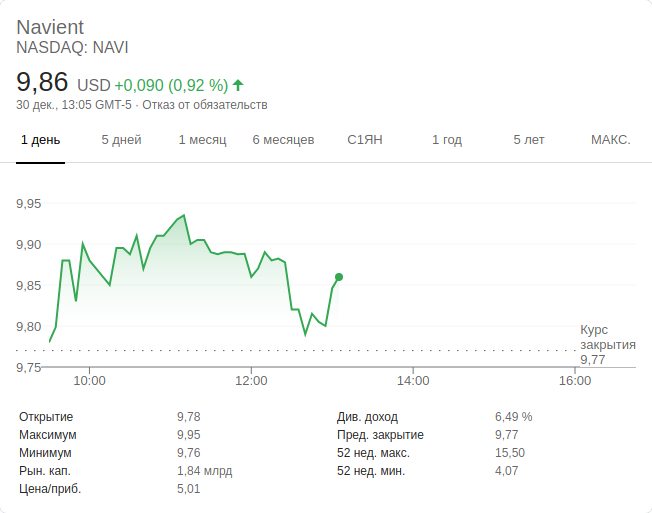 Navient
NASDAQ: NAVI
9,86 USD +0,090 (0,92 %)
30 дек., 13:05 GMT-5 · Отказ от обязательств
1 день 5 дней 1 месяц 6 месяцев С1ЯН 1 год 5 лет МАКС.
9,95
9,90
9,85
9,80
9,75
Курс
закрытия
9,77
10:00 12:00 14:00 16:00
Открытие 9,78
Максимум 9,95
Минимум 9,76
Рын. кап. 1,84 млрд
Цена/приб. 5,01
Див. доход 6,49 %
Пред. закрытие 9,77
52 нед. макс. 15,50
52 нед. мин. 4,07